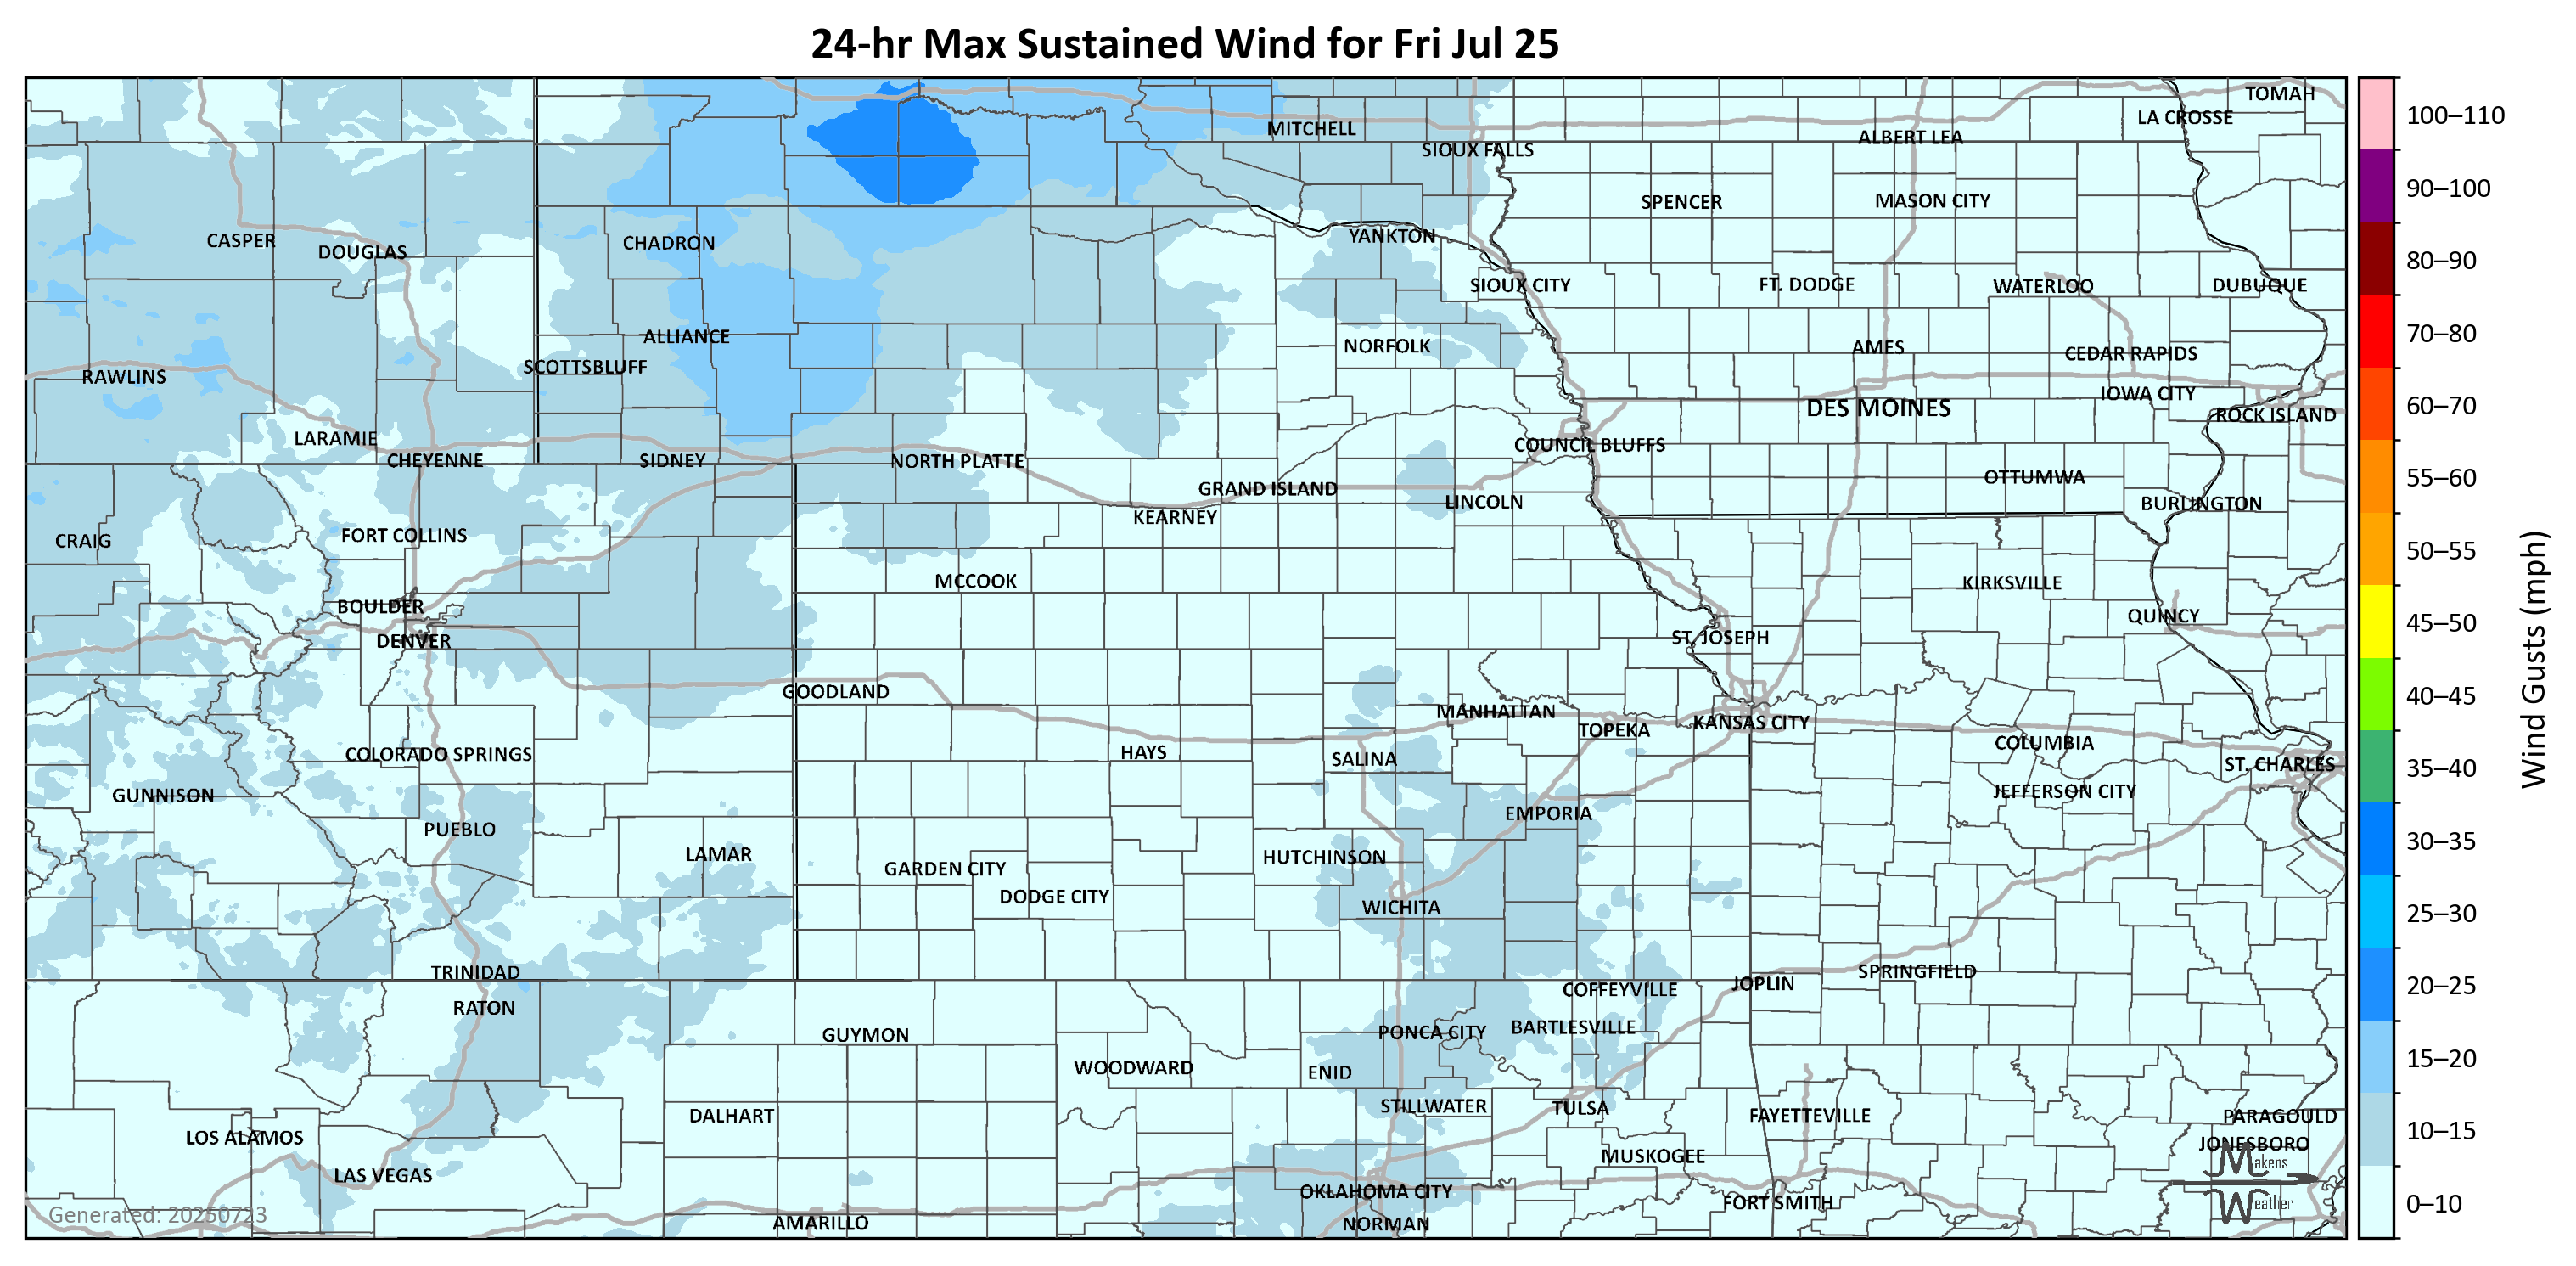 24-hr Max Sustained Wind for Fri Jul 25
TOMAH
LA CROSSE
MITCHELL
ALBERT LEA
SIOUX FALLS
SPENCER
MASON CITY
CASPER
DOUGLAS
CHADRON
YANKTON
SIOUX CITY
FT. DODGE
WATERLOO
DUBUQUE
ALLIANCE
NORFOLK
AMES
CEDAR RAPIDS
SCOTTSBLUFF
RAWLINS
IOWA CITY
DES MOINES
ROCK ISLAND
LARAMIE
COUNCIL BLUFFS
CHEYENNE
SIDNEY
NORTH PLATTE
OTTUMWA
GRAND ISLAND
LINCOLN
BURLINGTON
KEARNEY
CRAIG
FORT COLLINS
MCCOOK
KIRKSVILLE
BOULDER
QUINCY
DENVER
ST. JOSEPH
GOODLAND
MANHATTAN
TOPEKA
KANSAS CITY
COLORADO SPRINGS
HAYS
SALINA
COLUMBIA
ST. CHARLES
GUNNISON
JEFFERSON CITY
PUEBLO
EMPORIA
LAMAR
GARDEN CITY
HUTCHINSON
DODGE CITY
WICHITA
TRINIDAD
SPRINGFIELD
JOPLIN
COFFEYVILLE
RATON
GUYMON
PONCA CITY
BARTLESVILLE
WOODWARD
ENID
DALHART
STILLWATER
TULSA
FAYETTEVILLE
PARAGOULD
LOS ALAMOS
JONESBORO
LAS VEGAS
MUSKOGEE
OKLAHOMA CITY
FORT SMITH
AMARILLO
NORMAN
Generated: 20250723
Makens
Weather
100–110
90–100
80–90
70–80
60–70
55–60
50–55
45–50
40–45
35–40
30–35
25–30
20–25
15–20
10–15
0–10
Wind Gusts (mph)